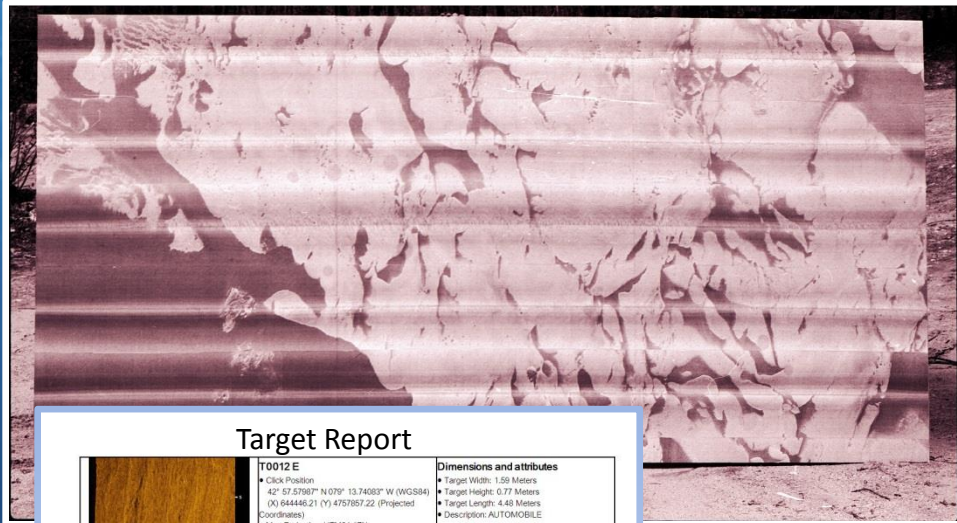 Target Report
T0012 E
• Click Position
42° 57.57987" N 079° 13.74083" W (WGS84)
(X) 644446.21 (Y) 4757857.22 (Projected
Coordinates)
Dimensions and attributes
• Target Width: 1.59 Meters
• Target Height: 0.77 Meters
• Target Length: 4.48 Meters
• Description: AUTOMOBILE